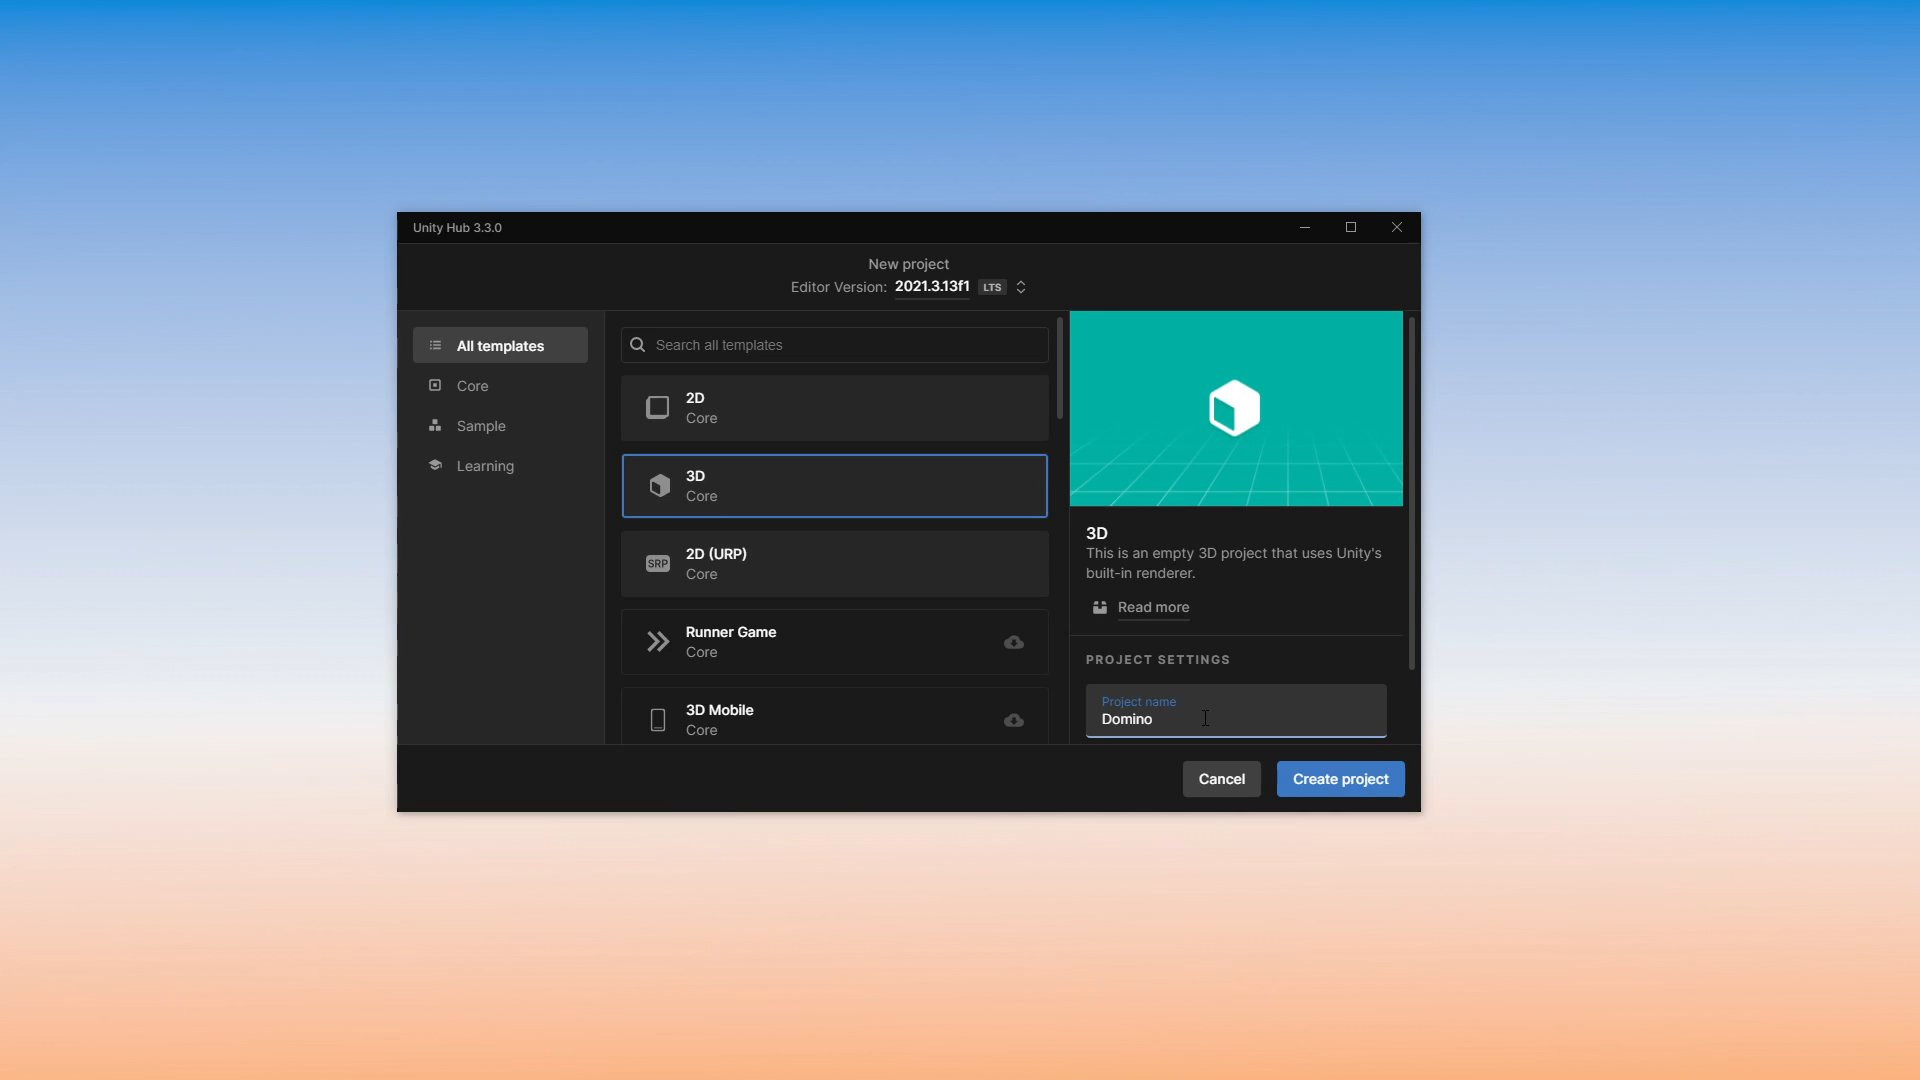 Unity Hub 3.3.0
New project
Editor Version: 2021.3.13f1 LTS
All templates
Core
Sample
Learning
Search all templates
2D
Core
3D
Core
SRP
2D (URP)
Core
Runner Game
Core
3D Mobile
Core
3D
This is an empty 3D project that uses Unity's
built-in renderer.
Read more
PROJECT SETTINGS
Project name
Domino
Cancel
Create project